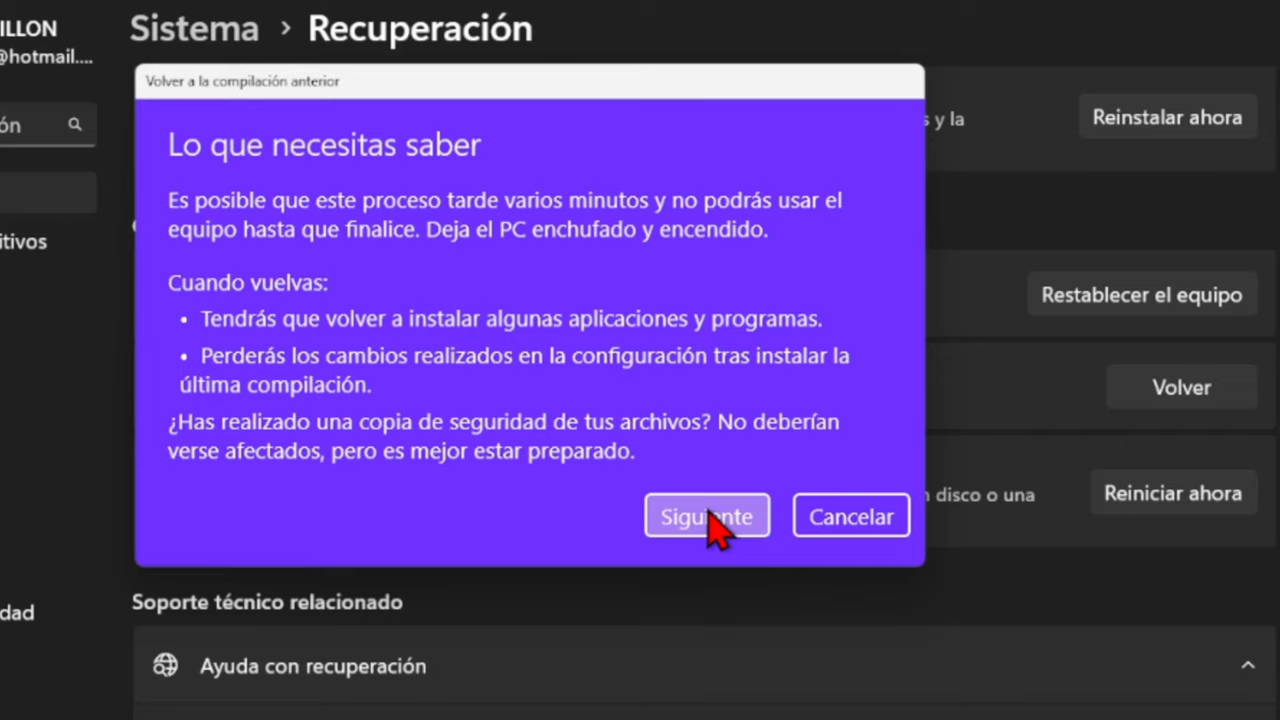 ILLON
@hotmail....
Sistema > Recuperación
Volver a la compilación anterior
Lo que necesitas saber
Es posible que este proceso tarde varios minutos y no podrás usar el
equipo hasta que finalice. Deja el PC enchufado y encendido.
Cuando vuelvas:
• Tendrás que volver a instalar algunas aplicaciones y programas.
• Perderás los cambios realizados en la configuración tras instalar la
última compilación.
¿Has realizado una copia de seguridad de tus archivos? No deberían
verse afectados, pero es mejor estar preparado.
Siguiente
Cancelar
ón
itivos
dad
s y la
Reinstalar ahora
Restablecer el equipo
Volver
n disco o una
Reiniciar ahora
Soporte técnico relacionado
Ayuda con recuperación